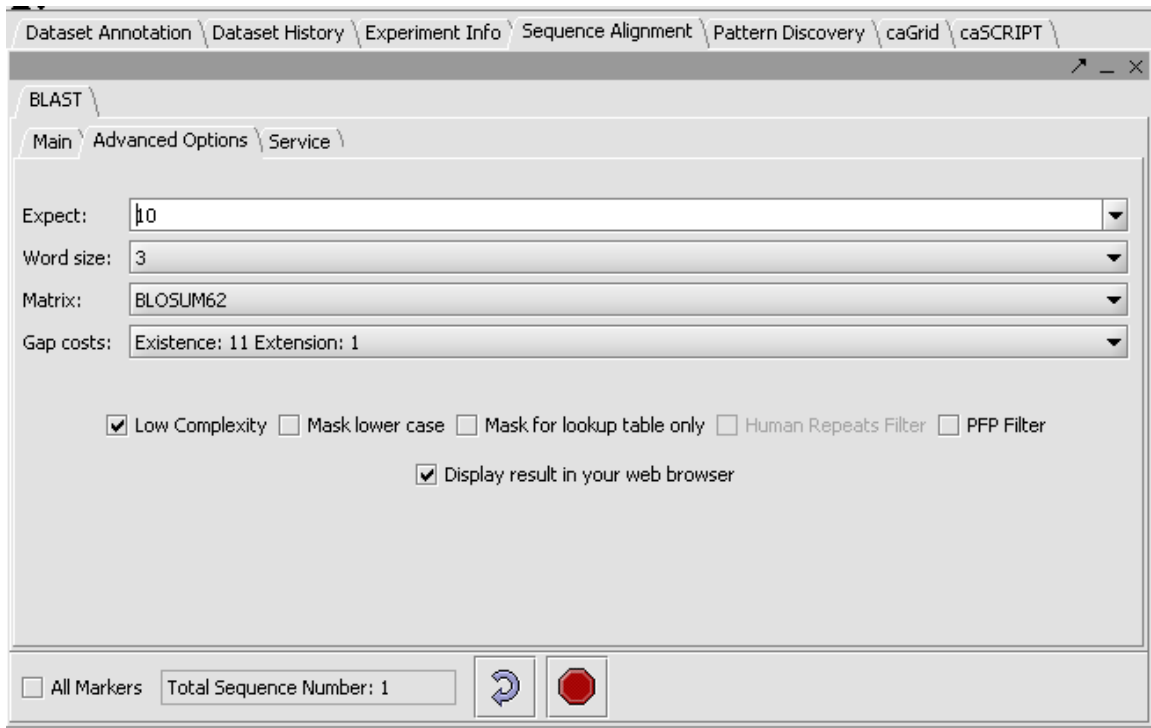 Dataset Annotation Dataset History Experiment Info Sequence Alignment Pattern Discovery caGrid caSCRIPT
BLAST
Main Advanced Options Service
Expect: 10
Word size: 3
Matrix: BLOSUM62
Gap costs: Existence: 11 Extension: 1
Low Complexity Mask lower case Mask for lookup table only Human Repeats Filter PFP Filter
Display result in your web browser
All Markers Total Sequence Number: 1